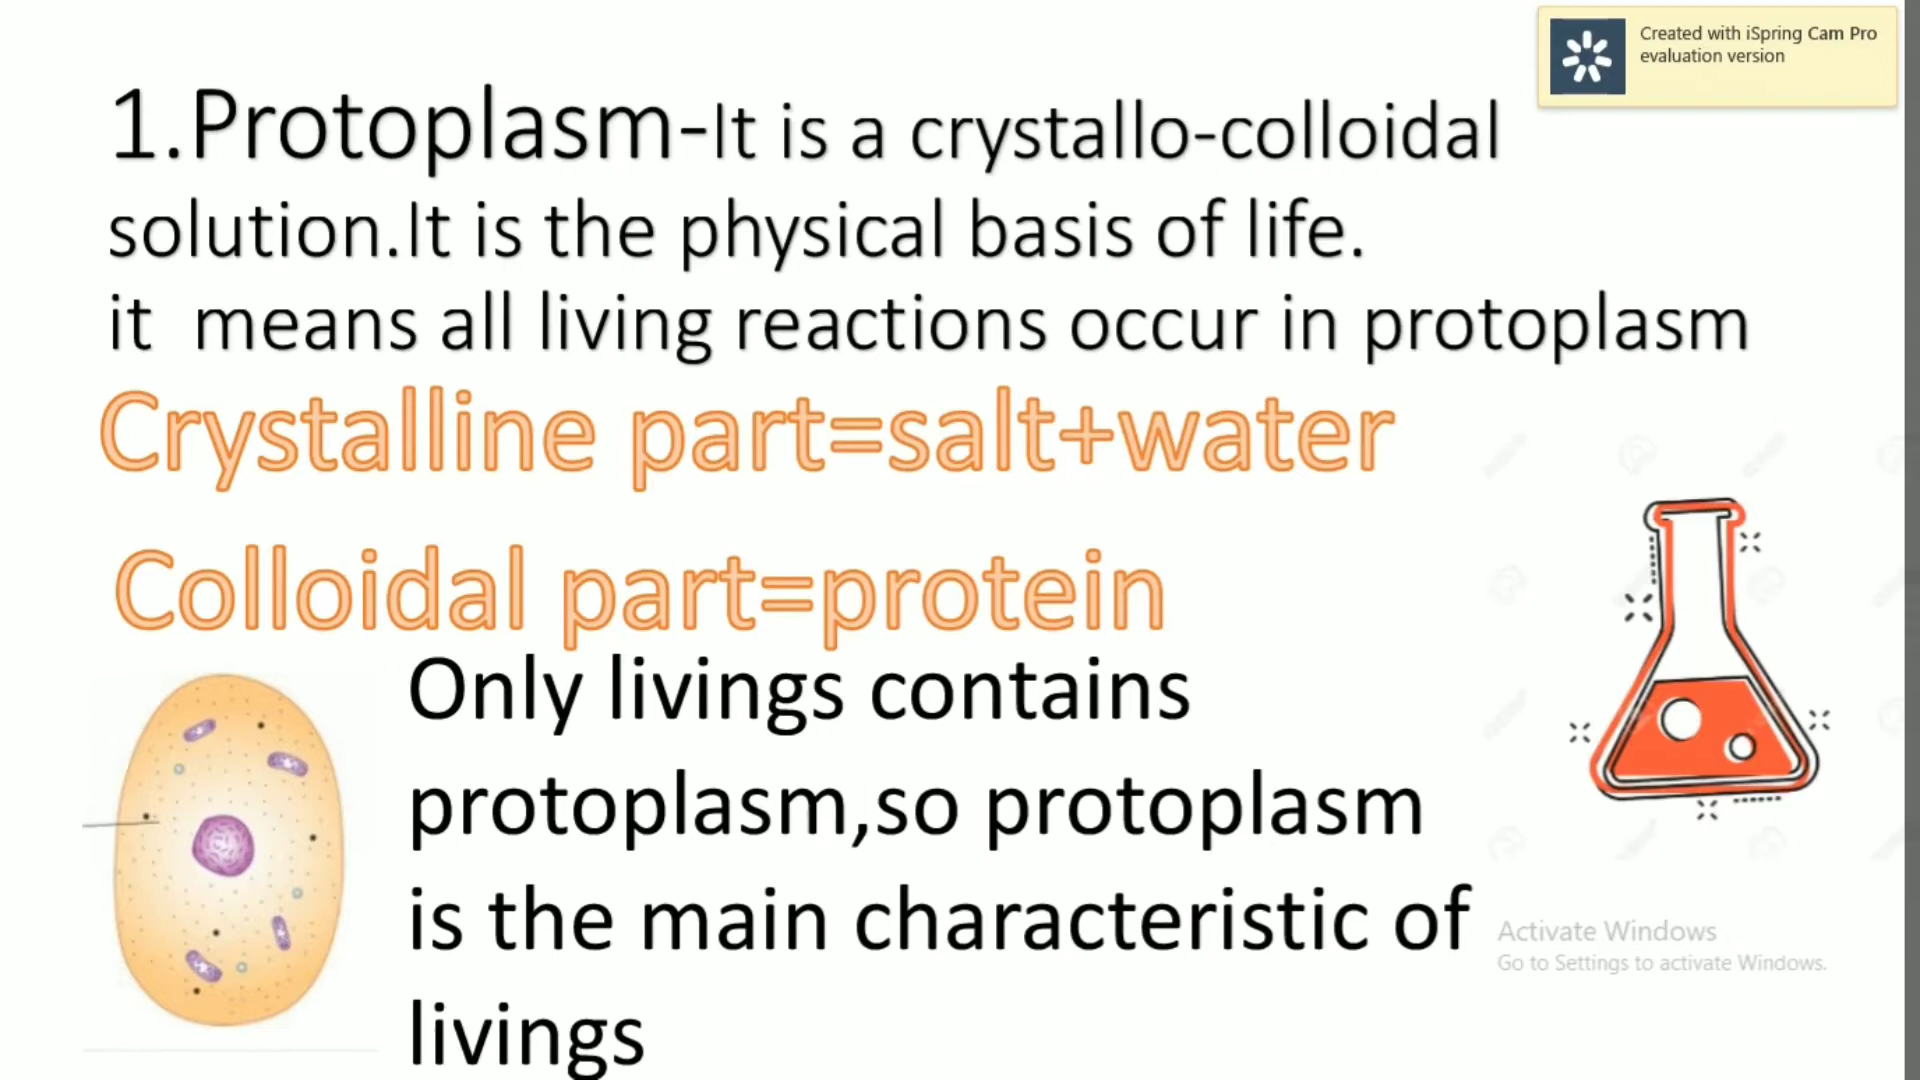 Created with iSpring Cam Pro
evaluation version
1.Protoplasm-It is a crystallo-colloidal
solution.It is the physical basis of life.
it  means all living reactions occur in protoplasm
Crystalline part=salt+water
Colloidal part=protein
Only livings contains
protoplasm,so protoplasm
is the main characteristic of
livings
Activate Windows
Go to Settings to activate Windows.